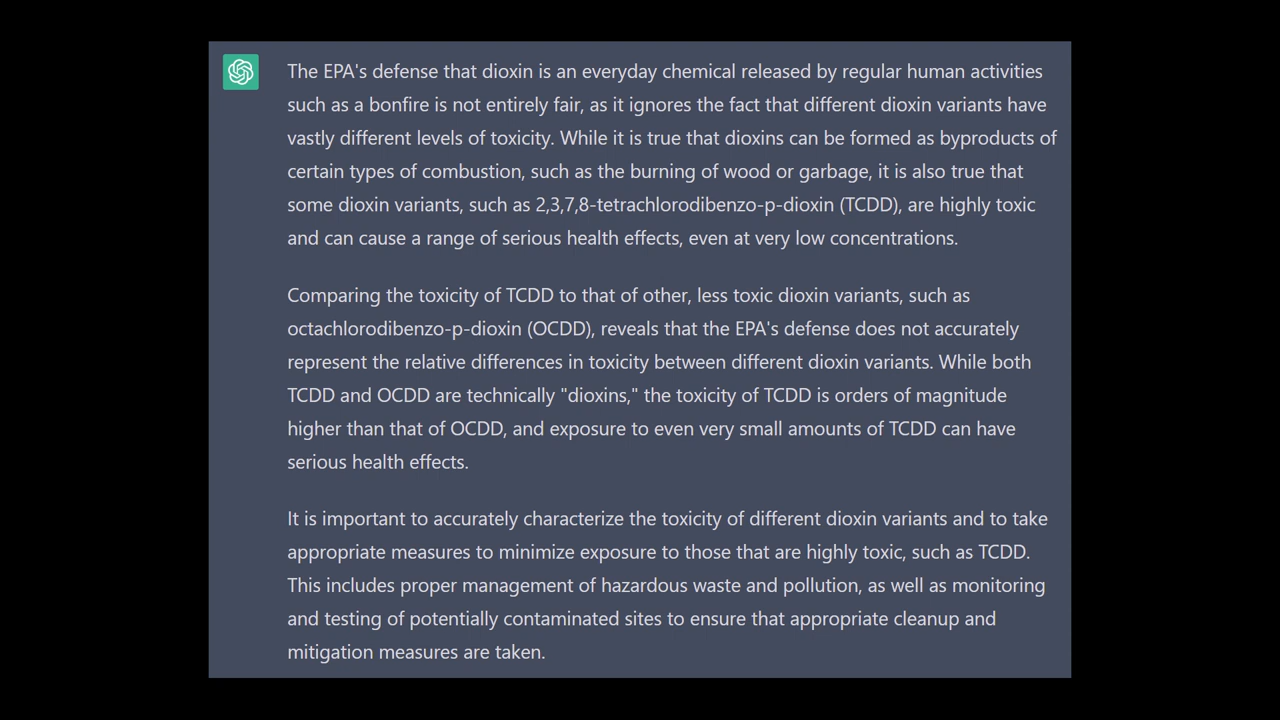 The EPA's defense that dioxin is an everyday chemical released by regular human activities
such as a bonfire is not entirely fair, as it ignores the fact that different dioxin variants have
vastly different levels of toxicity. While it is true that dioxins can be formed as byproducts of
certain types of combustion, such as the burning of wood or garbage, it is also true that
some dioxin variants, such as 2,3,7,8-tetrachlorodibenzo-p-dioxin (TCDD), are highly toxic
and can cause a range of serious health effects, even at very low concentrations.
Comparing the toxicity of TCDD to that of other, less toxic dioxin variants, such as
octachlorodibenzo-p-dioxin (OCDD), reveals that the EPA's defense does not accurately
represent the relative differences in toxicity between different dioxin variants. While both
TCDD and OCDD are technically "dioxins," the toxicity of TCDD is orders of magnitude
higher than that of OCDD, and exposure to even very small amounts of TCDD can have
serious health effects.
It is important to accurately characterize the toxicity of different dioxin variants and to take
appropriate measures to minimize exposure to those that are highly toxic, such as TCDD.
This includes proper management of hazardous waste and pollution, as well as monitoring
and testing of potentially contaminated sites to ensure that appropriate cleanup and
mitigation measures are taken.